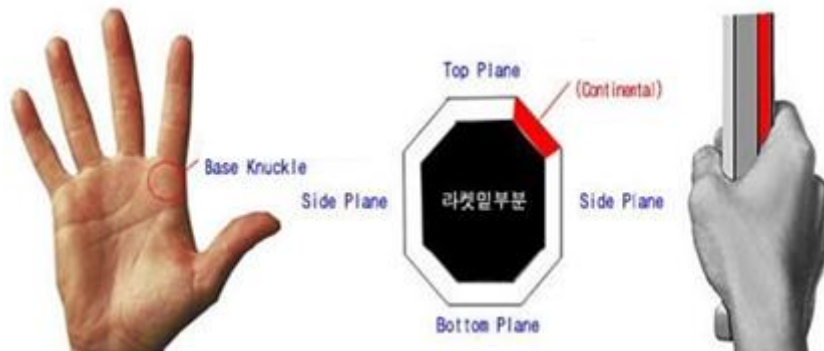 Top Plane
(Continental)
Base Knuckle
Side Plane
라켓밑부분
Side Plane
Bottom Plane